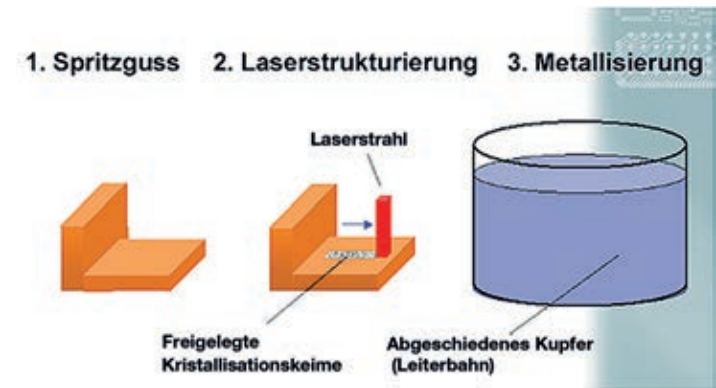 1. Spritzguss
2. Laserstrukturierung
3. Metallisierung
Laserstrahl
Freigelegte
Kristallisationskeime
Abgeschiedenes Kupfer
(Leiterbahn)